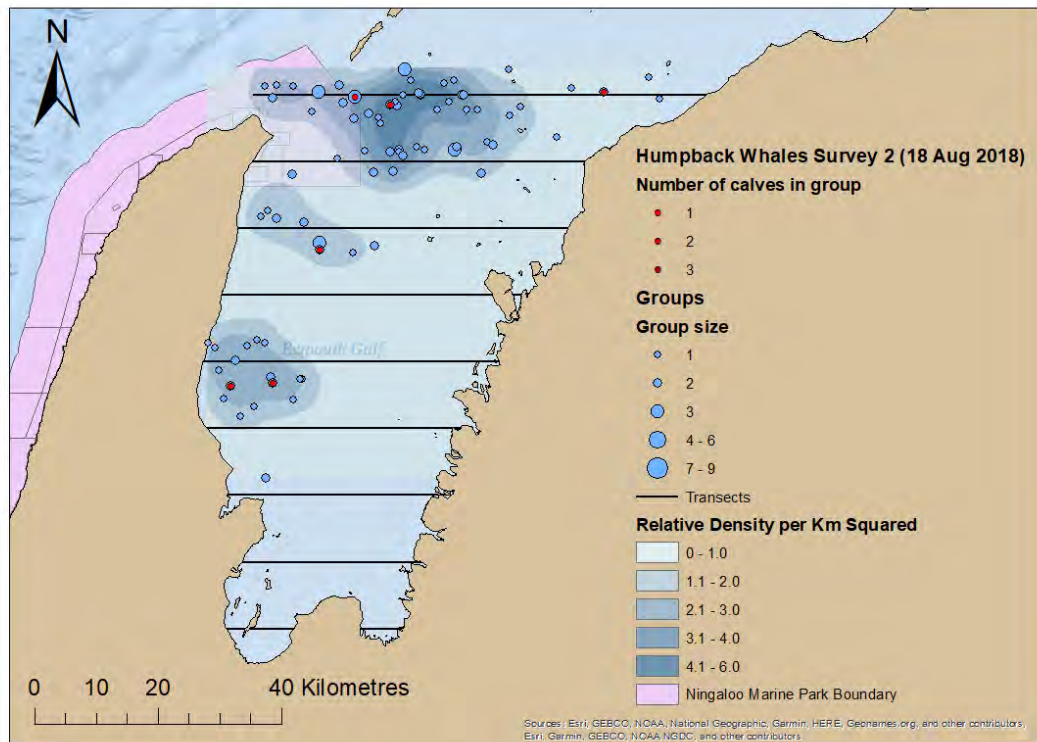 N
Humpback Whales Survey 2 (18 Aug 2018)
Number of calves in group
1
2
3
Groups
Group size
1
2
3
4 - 6
7 - 9
Transects
Relative Density per Km Squared
0 - 1.0
1.1 - 2.0
2.1 - 3.0
3.1 - 4.0
4.1 - 6.0
Ningaloo Marine Park Boundary
Exmouth Gulf
0 10 20 40 Kilometres
Sources: Esri, GEBCO, NOAA, National Geographic, Garmin, HERE, Geonames.org, and other contributors,
Esri, Garmin, GEBCO, NOAA NGDC, and other contributors